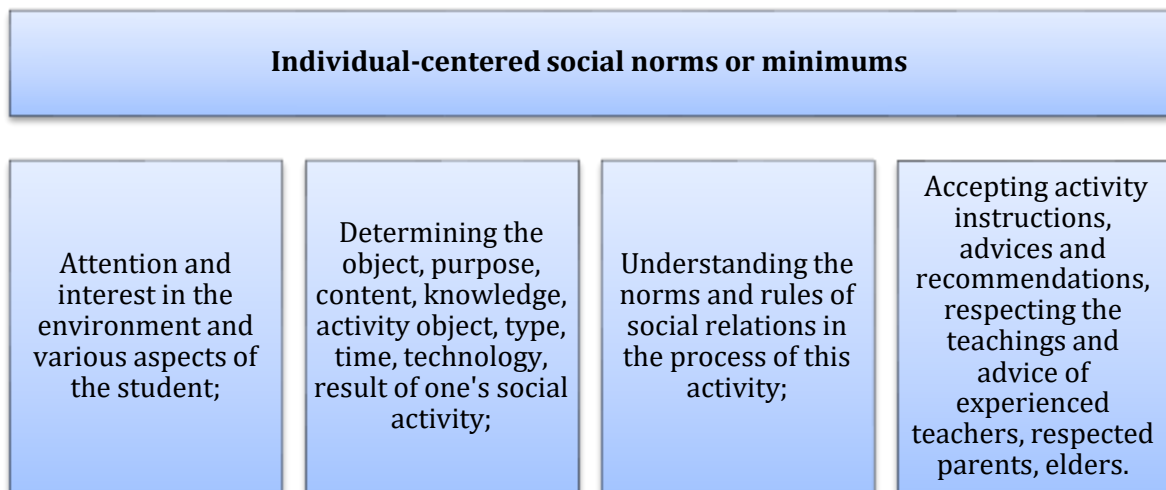 Individual-centered social norms or minimums
Attention and
interest in the
environment and
various aspects of
the student;
Determining the
object, purpose,
content, knowledge,
activity object, type,
time, technology,
result of one's social
activity;
Understanding the
norms and rules of
social relations in
the process of this
activity;
Accepting activity
instructions,
advices and
recommendations,
respecting the
teachings and
advice of
experienced
teachers, respected
parents, elders.